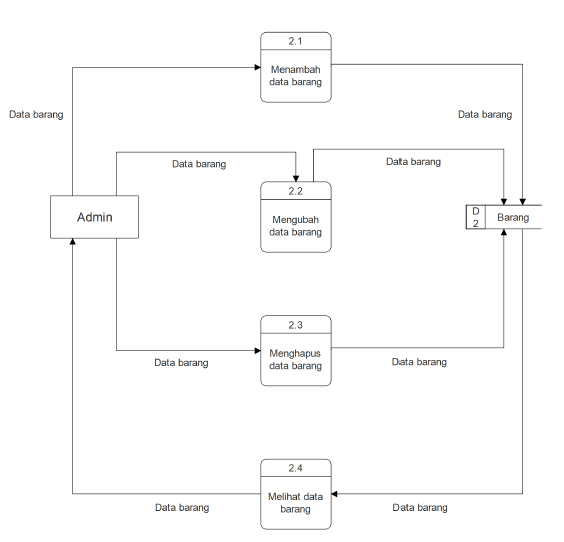 2.1
Menambah
data barang
Data barang
Data barang
Data barang
Data barang
2.2
Mengubah
data barang
Admin
D
2
Barang
2.3
Menghapus
data barang
Data barang
Data barang
2.4
Melihat data
barang
Data barang
Data barang